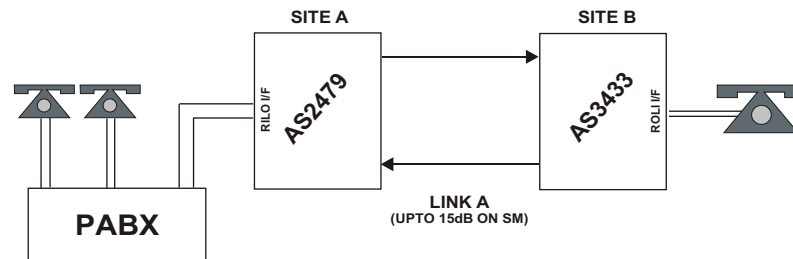 SITE A
SITE B
RILO I/F
AS2479
AS3433
ROLI I/F
LINK A
(UPTO 15dB ON SM)
PABX